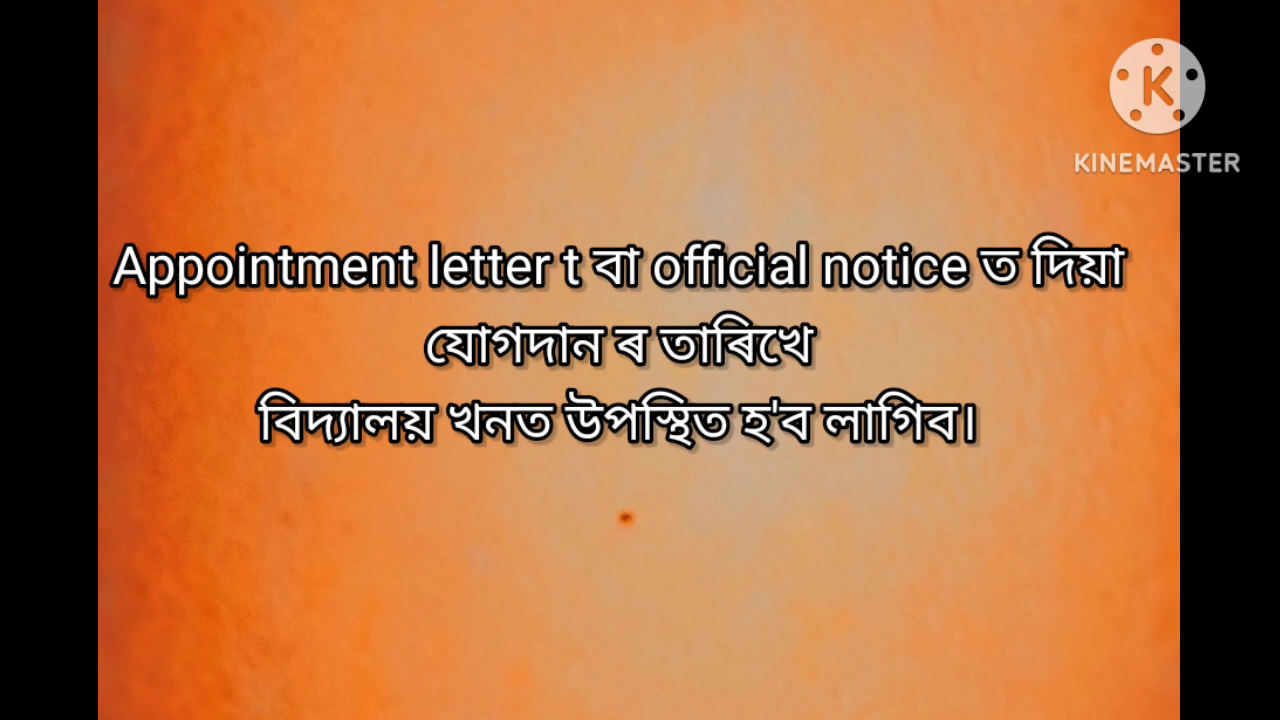 K
KINEMASTER
Appointment letter t বা official notice ত দিয়া
যোগদান ৰ তাৰিখে
বিদ্যালয় খনত উপস্থিত হ'ব লাগিব।